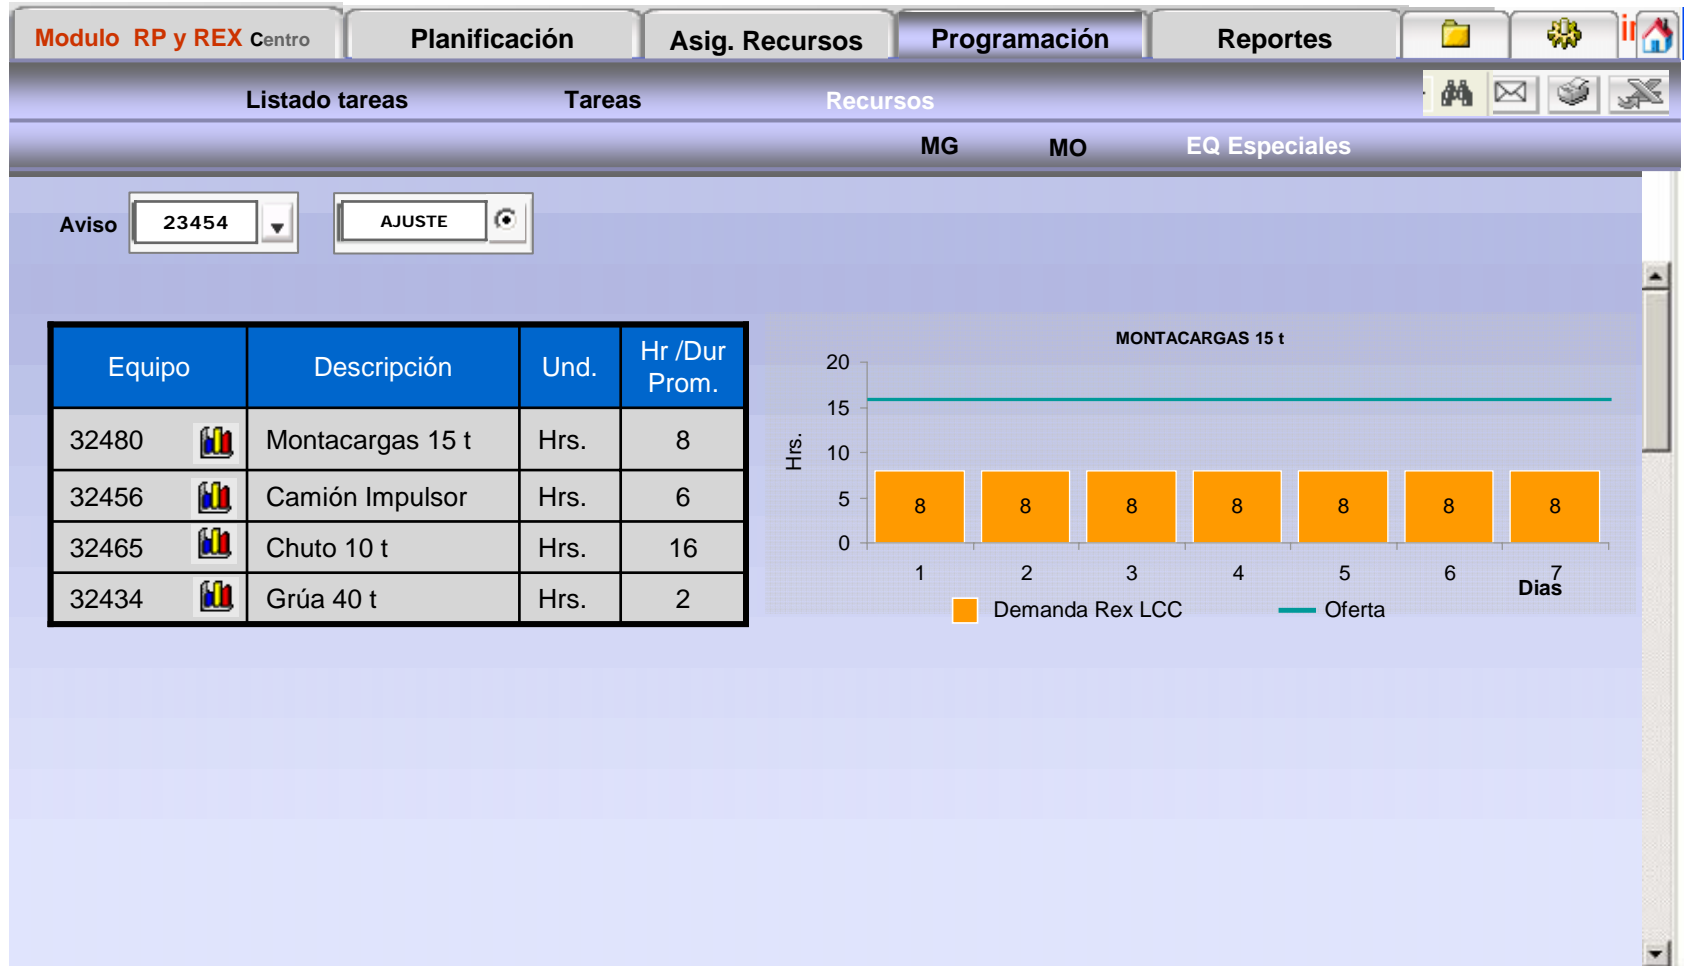 Modulo RP y REX Centro
Planificación
Asig. Recursos
Programación
Reportes
Listado tareas
Tareas
Recursos
MG
MO
EQ Especiales
Aviso
23454
AJUSTE
Equipo
Descripción
Und.
Hr /Dur
Prom.
32480
Montacargas 15 t
Hrs.
8
32456
Camión Impulsor
Hrs.
6
32465
Chuto 10 t
Hrs.
16
32434
Grúa 40 t
Hrs.
2
MONTACARGAS 15 t
20
15
10
5
0
Hrs.
8 8 8 8 8 8 8
1 2 3 4 5 6 7
Dias
Demanda Rex LCC
Oferta